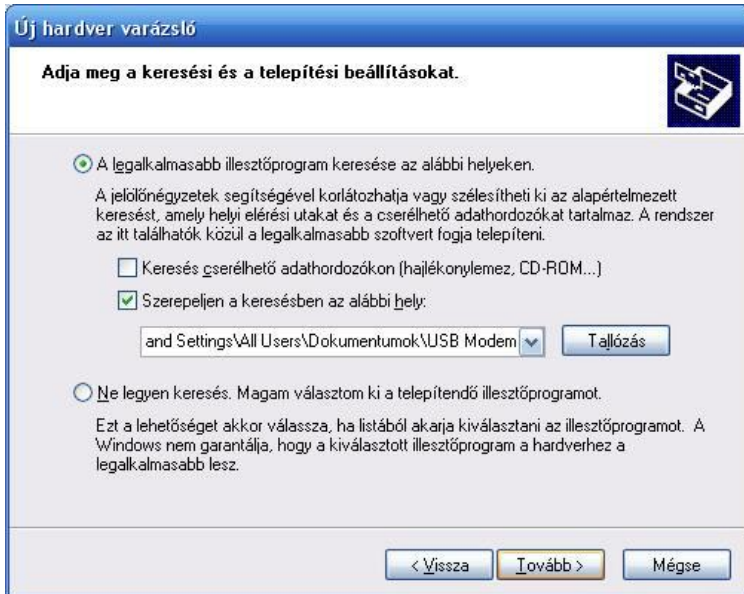 Új hardver varázsló
Adja meg a keresési és a telepítési beállításokat.
A legalkalmasabb illesztőprogram keresése az alábbi helyeken.
A jelölőnégyzetek segítségével korlátozhatja vagy szélesítheti ki az alapértelmezett
keresést, amely helyi elérési utakat és a cserélhető adathordozókat tartalmaz. A rendszer
az itt találhatók közül a legalkalmasabb szoftvert fogja telepíteni.
Keresés cserélhető adathordozókon (hajlékonylemez, CD-ROM...)
Szerepeljen a keresésben az alábbi hely:
and Settings\All Users\Dokumentumok\USB Modem
Tallózás
Ne legyen keresés. Magam választom ki a telepítendő illesztőprogramot.
Ezt a lehetőséget akkor válassza, ha listából akarja kiválasztani az illesztőprogramot. A
Windows nem garantálja, hogy a kiválasztott illesztőprogram a hardverhez a
legalkalmasabb lesz.
< Vissza
Tovább >
Mégse